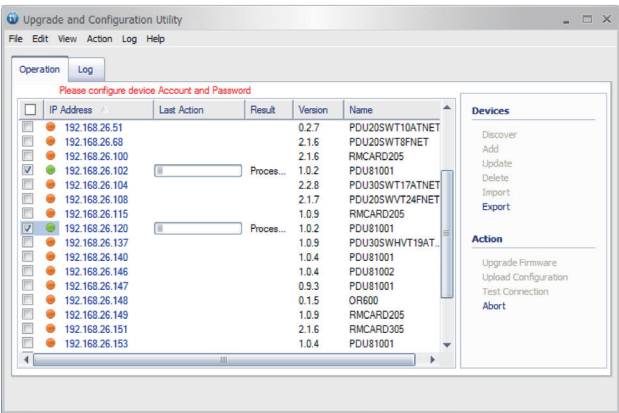 Upgrade and Configuration Utility
File Edit View Action Log Help
Operation Log
Please configure device Account and Password
IP Address Last Action Result Version Name
192.168.26.51 0.2.7 PDU20SWT10ATNET
192.168.26.68 2.1.6 PDU20SWT8FNET
192.168.26.100 2.1.6 RMCARD205
192.168.26.102 Proces... 1.0.2 PDU81001
192.168.26.104 2.2.8 PDU30SWT17ATNET
192.168.26.108 2.1.7 PDU20SWVT24FNET
192.168.26.115 1.0.9 RMCARD205
192.168.26.120 Proces... 1.0.2 PDU81001
192.168.26.137 1.0.9 PDU30SWHVT19AT...
192.168.26.140 1.0.4 PDU81001
192.168.26.146 1.0.4 PDU81002
192.168.26.147 0.9.3 PDU81001
192.168.26.148 0.1.5 OR600
192.168.26.149 1.0.9 RMCARD205
192.168.26.151 2.1.6 RMCARD305
192.168.26.153 1.0.4 PDU81001
Devices
Discover
Add
Update
Delete
Import
Export
Action
Upgrade Firmware
Upload Configuration
Test Connection
Abort